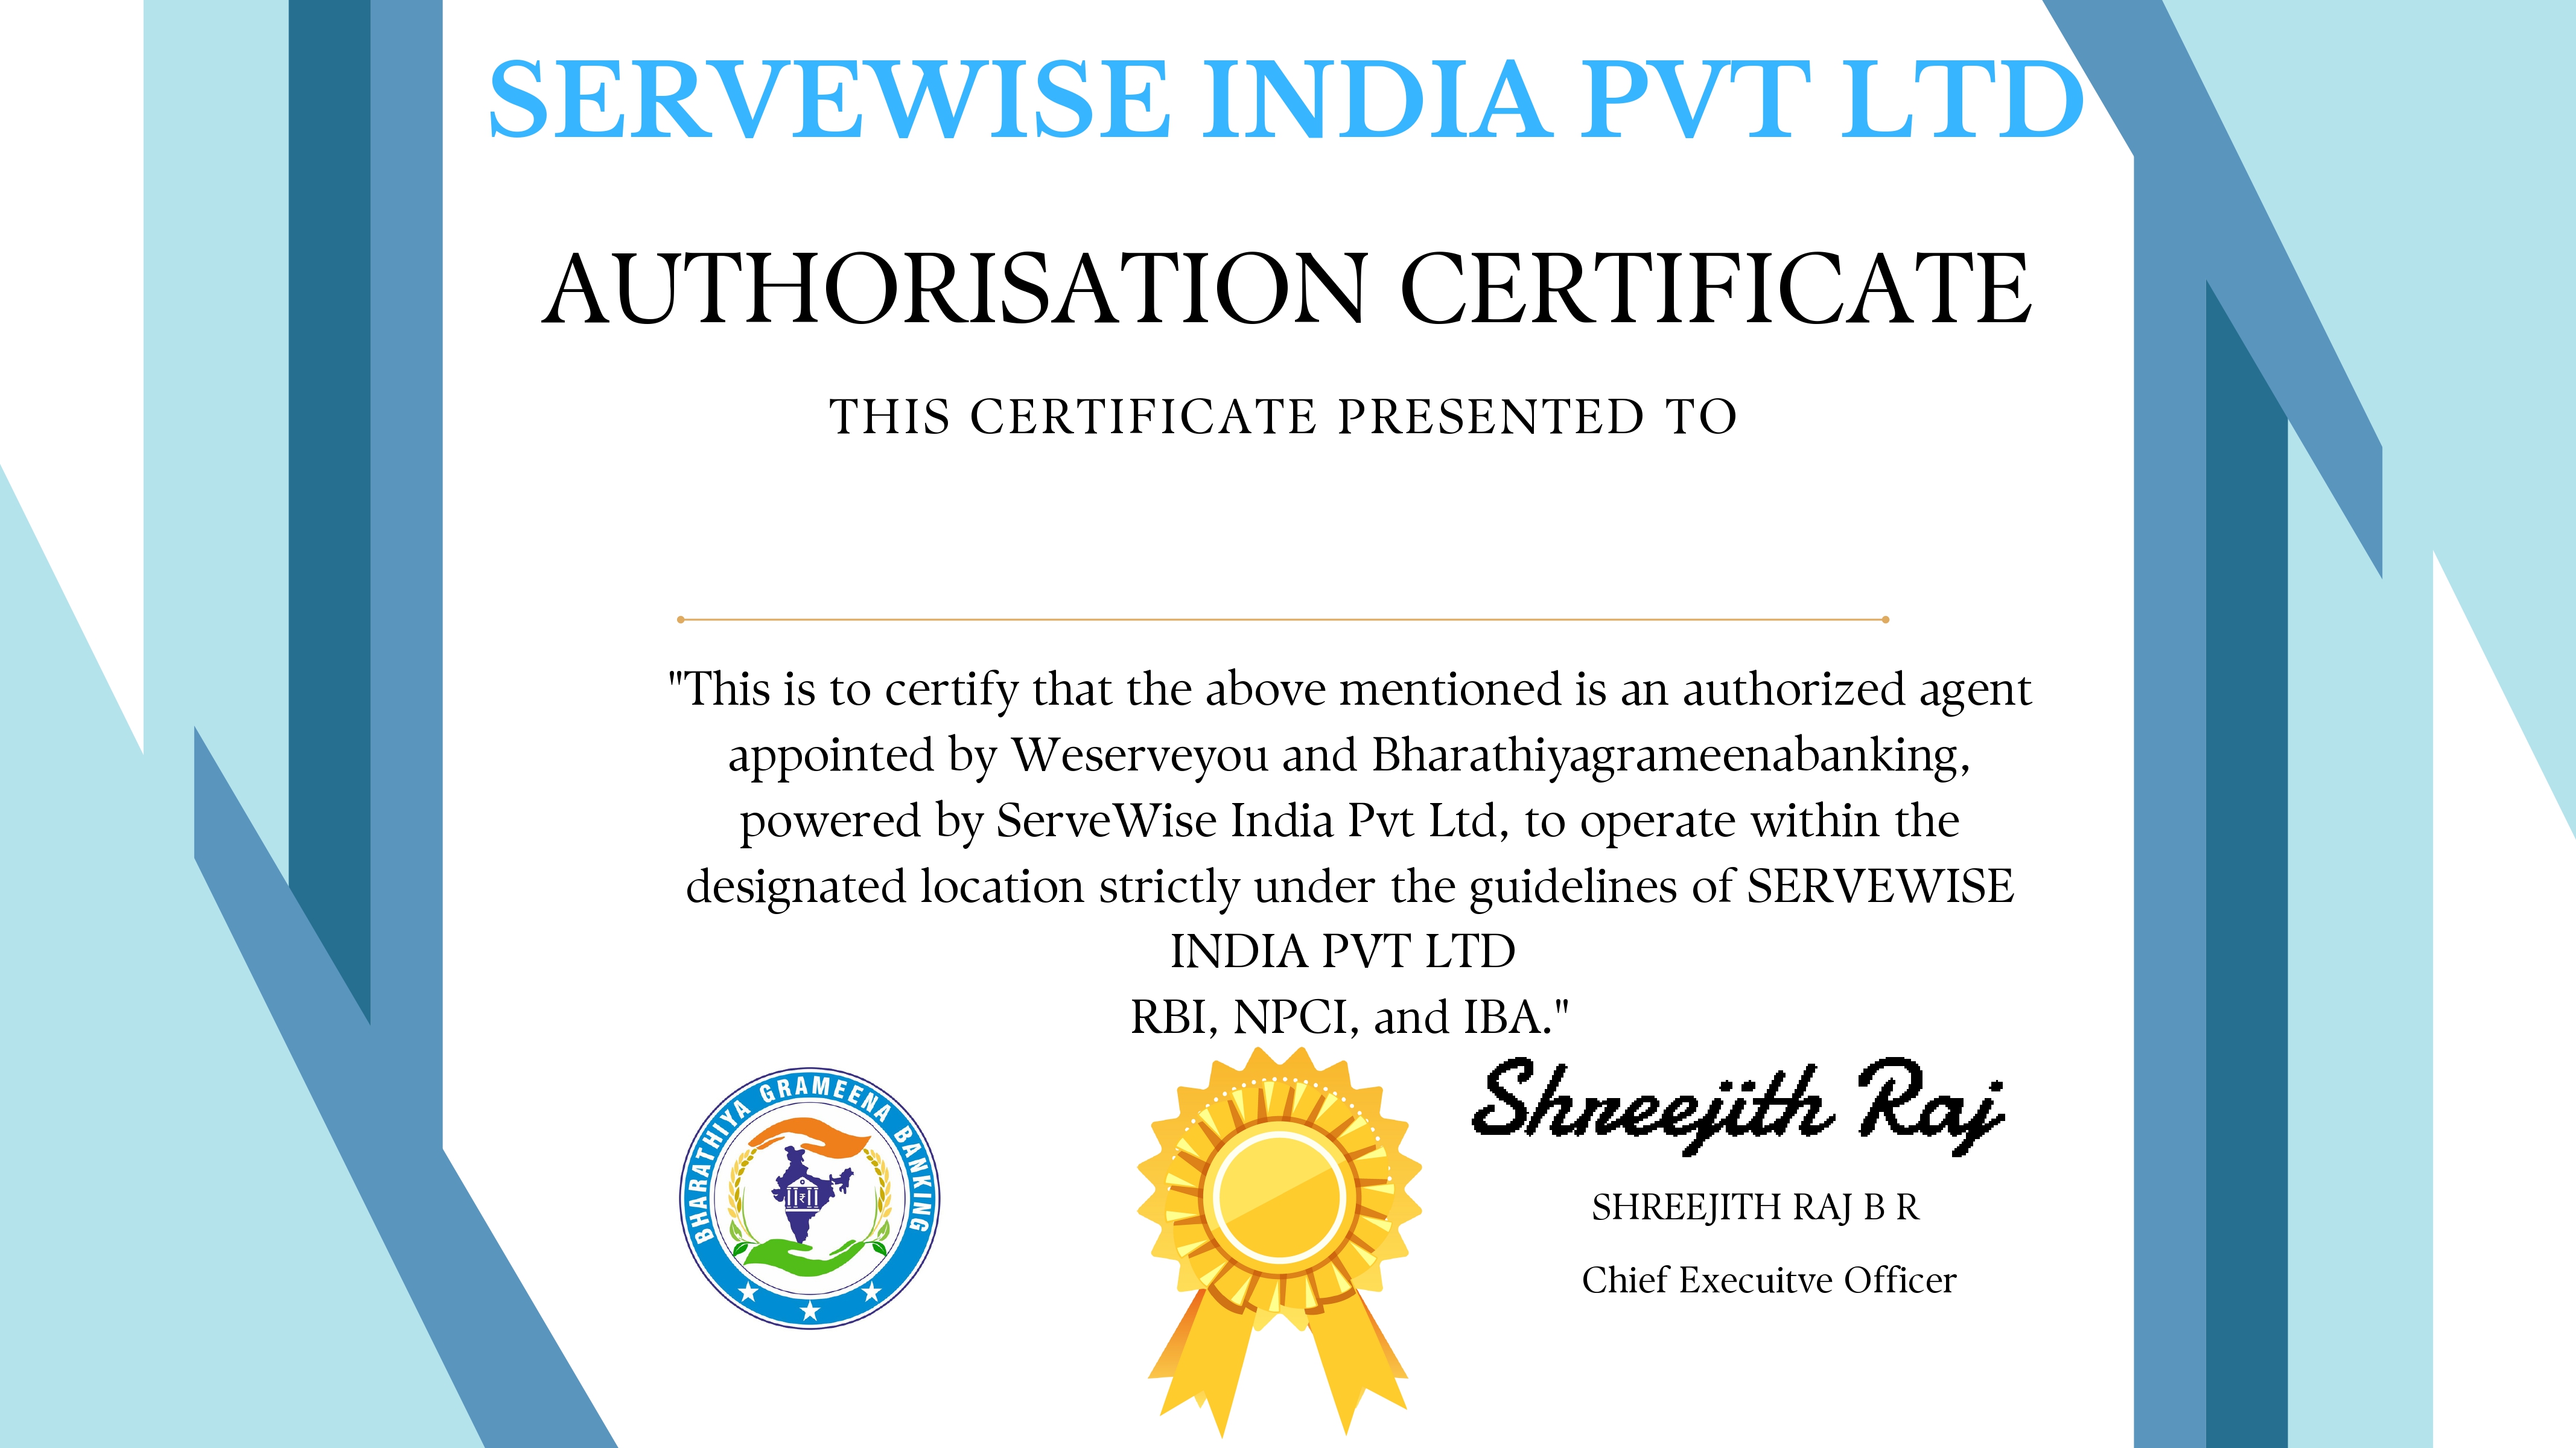 SERVEWISE INDIA PVT LTD
AUTHORISATION CERTIFICATE
THIS CERTIFICATE PRESENTED TO
"This is to certify that the above mentioned is an authorized agent
appointed by Weserveyou and Bharathiyagrameenabanking,
powered by ServeWise India Pvt Ltd, to operate within the
designated location strictly under the guidelines of SERVEWISE
INDIA PVT LTD
RBI, NPCI, and IBA."
BHARATHIYA GRAMEENA BANKING
₹
Shreejith Raj
SHREEJITH RAJ B R
Chief Execuitve Officer